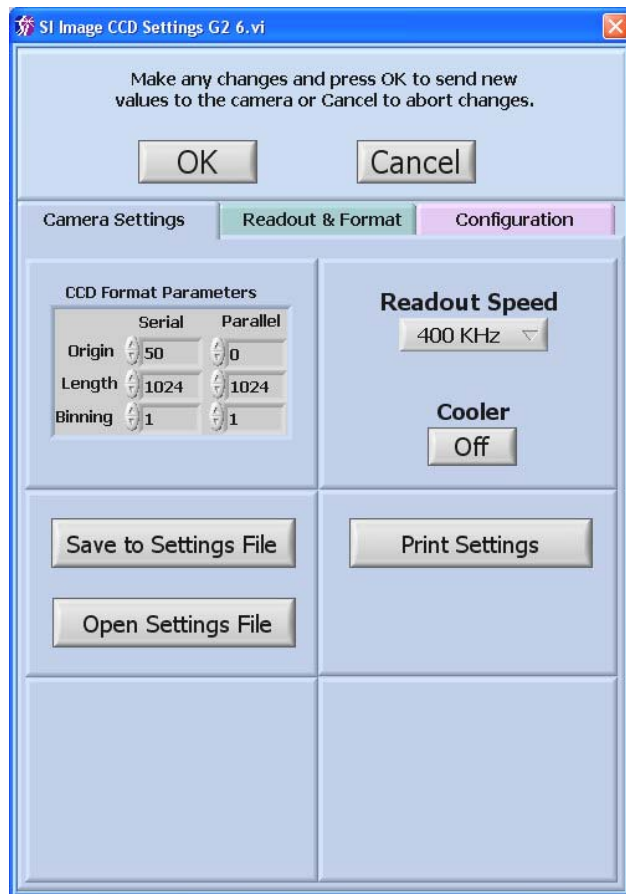 SI Image CCD Settings G2 6.vi
Make any changes and press OK to send new
values to the camera or Cancel to abort changes.
OK Cancel
Camera Settings Readout & Format Configuration
CCD Format Parameters
Serial Parallel
Origin 50 0
Length 1024 1024
Binning 1 1
Readout Speed
400 KHz
Cooler
Off
Save to Settings File
Print Settings
Open Settings File